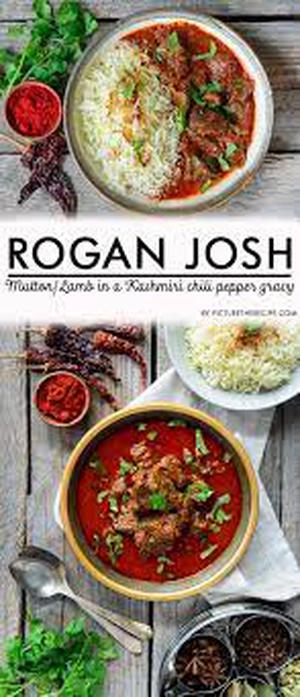 ROGAN JOSH
Mutton/Lamb in a Kashmiri chili pepper gravy
BY PICTURETHERECIPE.COM